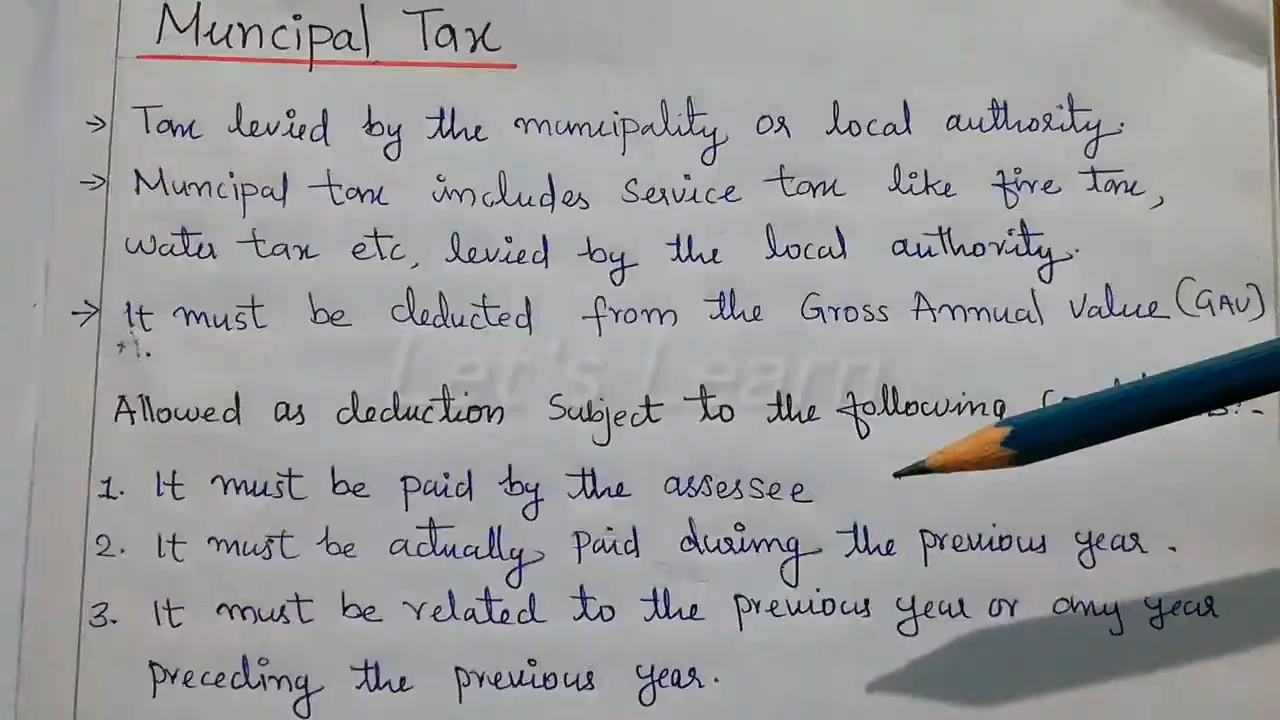 Muncipal Tax
→ Tax levied by the muncipality or local authority.
→ Muncipal tax includes Service tax like fire tax,
water tax etc, levied by the local authority.
→ It must be deducted from the Gross Annual Value (GAV)
Let's Learn
Allowed as deduction Subject to the following
1. It must be paid by the assessee
2. It must be actually paid during the previous year.
3. It must be related to the previous year or any year
preceding the previous year.